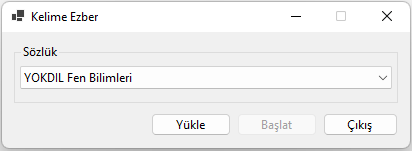 Kelime Ezber
Sözlük
YOKDIL Fen Bilimleri
Yükle Başlat Çıkış